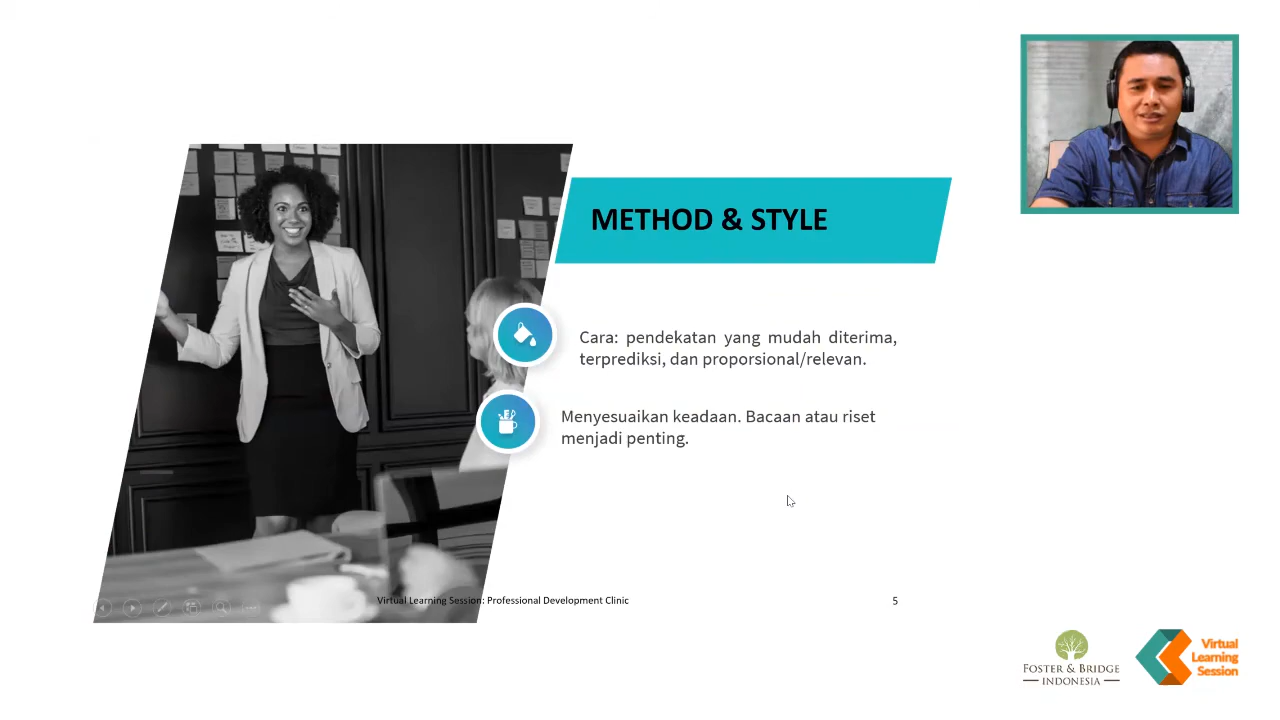 METHOD & STYLE
Cara: pendekatan yang mudah diterima,
terprediksi, dan proporsional/relevan.
Menyesuaikan keadaan. Bacaan atau riset
menjadi penting.
Virtual Learning Session: Professional Development Clinic
5
FOSTER & BRIDGE
INDONESIA
Virtual
Learning
Session